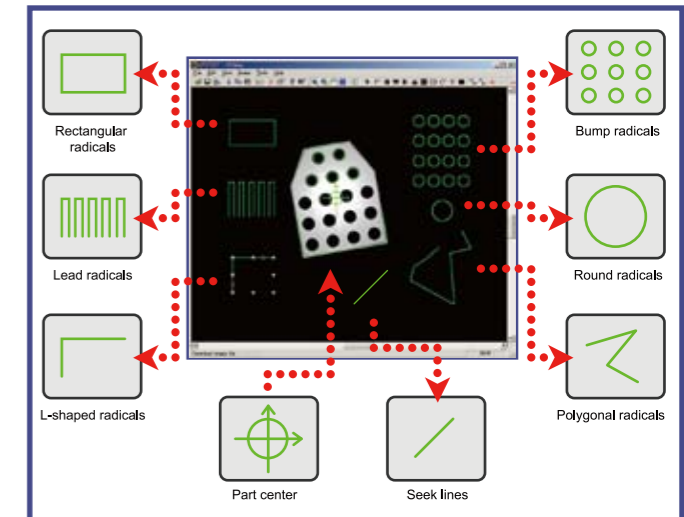 Rectangular
radicals
Bump radicals
Lead radicals
Round radicals
L-shaped radicals
Polygonal radicals
Part center
Seek lines